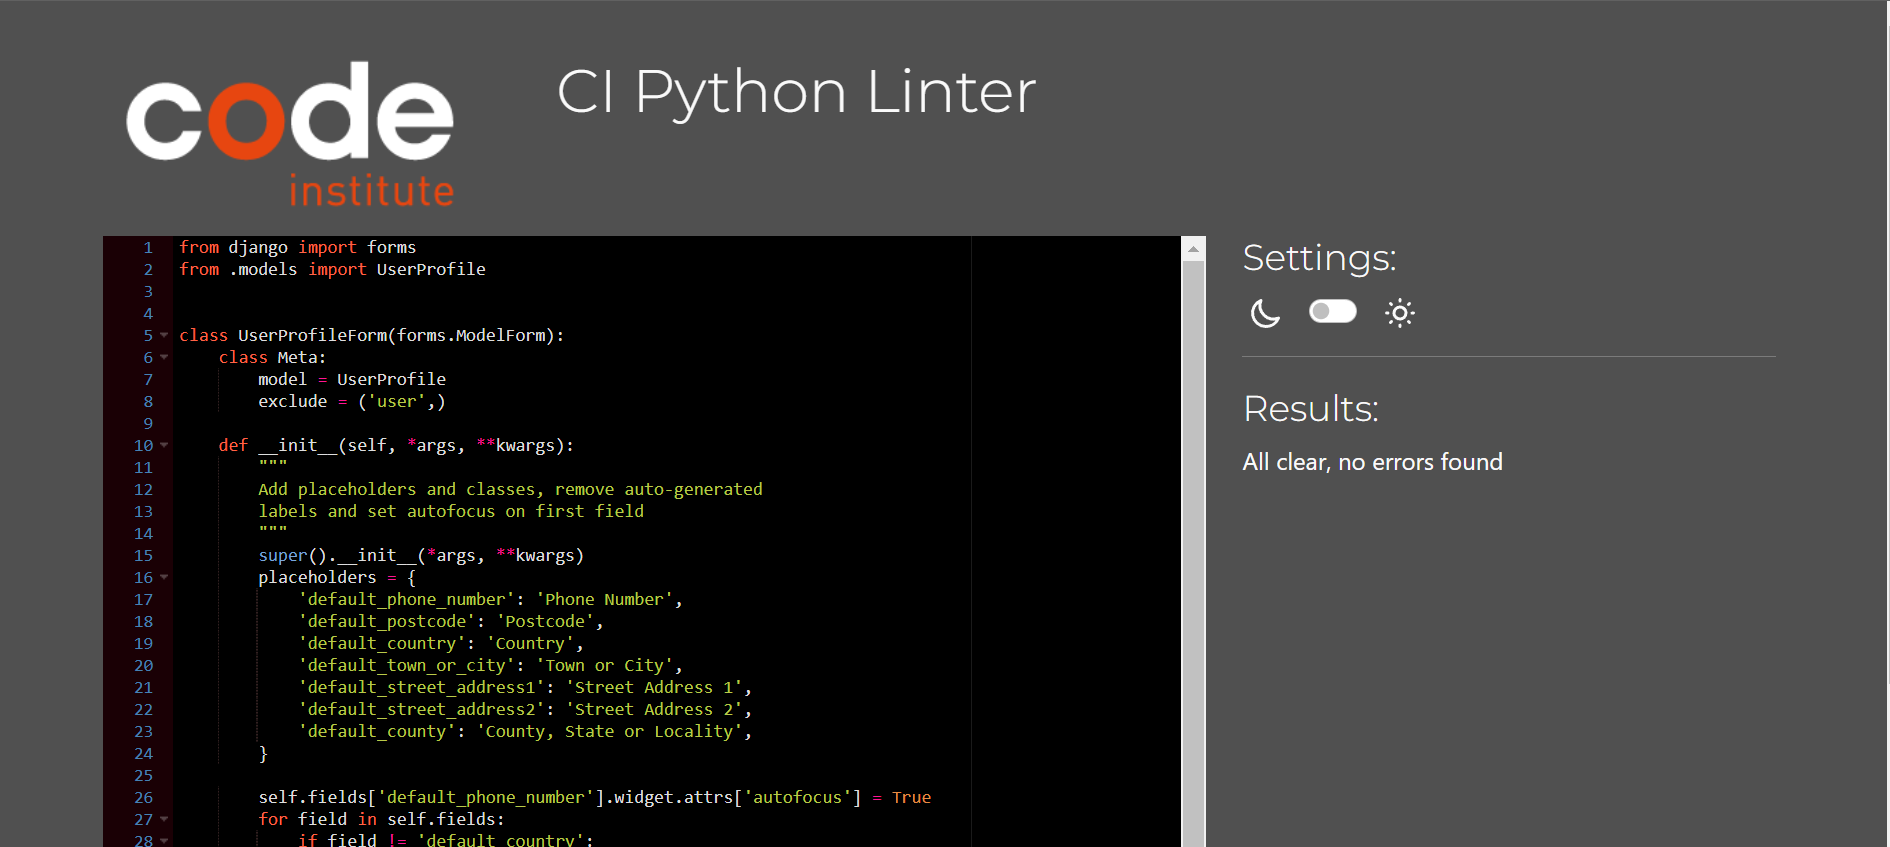 code
institute
CI Python Linter
1 from django import forms
2 from .models import UserProfile
3
4
5 class UserProfileForm(forms.ModelForm):
6     class Meta:
7         model = UserProfile
8         exclude = ('user',)
9
10     def __init__(self, *args, **kwargs):
11         """
12         Add placeholders and classes, remove auto-generated
13         labels and set autofocus on first field
14         """
15         super().__init__(*args, **kwargs)
16         placeholders = {
17             'default_phone_number': 'Phone Number',
18             'default_postcode': 'Postcode',
19             'default_country': 'Country',
20             'default_town_or_city': 'Town or City',
21             'default_street_address1': 'Street Address 1',
22             'default_street_address2': 'Street Address 2',
23             'default_county': 'County, State or Locality',
24         }
25
26         self.fields['default_phone_number'].widget.attrs['autofocus'] = True
27         for field in self.fields:
28             if field != 'default_country':
Settings:
Results:
All clear, no errors found